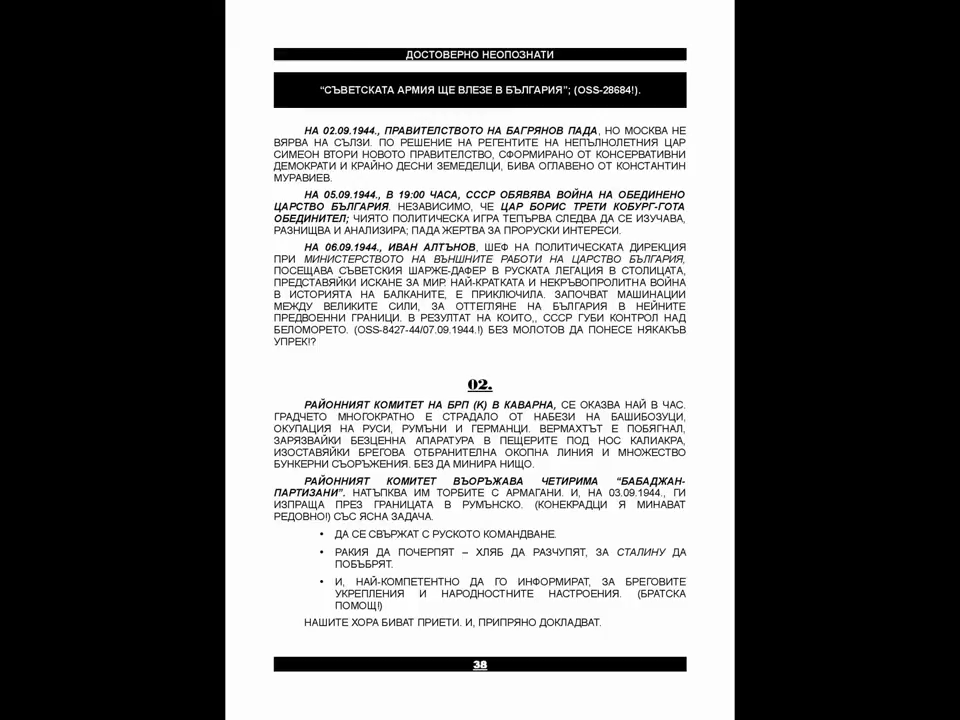 ДОСТОВЕРНО НЕОПОЗНАТИ
“СЪВЕТСКАТА АРМИЯ ЩЕ ВЛЕЗЕ В БЪЛГАРИЯ”; (OSS-28684!).
НА 02.09.1944., ПРАВИТЕЛСТВОТО НА БАГРЯНОВ ПАДА, НО МОСКВА НЕ
ВЯРВА НА СЪЛЗИ. ПО РЕШЕНИЕ НА РЕГЕНТИТЕ НА НЕПЪЛНОЛЕТНИЯ ЦАР
СИМЕОН ВТОРИ НОВОТО ПРАВИТЕЛСТВО, СФОРМИРАНО ОТ КОНСЕРВАТИВНИ
ДЕМОКРАТИ И КРАЙНО ДЕСНИ ЗЕМЕДЕЛЦИ, БИВА ОГЛАВЕНО ОТ КОНСТАНТИН
МУРАВИЕВ.
НА 05.09.1944., В 19:00 ЧАСА, СССР ОБЯВЯВА ВОЙНА НА ОБЕДИНЕНО
ЦАРСТВО БЪЛГАРИЯ. НЕЗАВИСИМО, ЧЕ ЦАР БОРИС ТРЕТИ КОБУРГ-ГОТА
ОБЕДИНИТЕЛ; ЧИЯТО ПОЛИТИЧЕСКА ИГРА ТЕПЪРВА СЛЕДВА ДА СЕ ИЗУЧАВА,
РАЗНИЩВА И АНАЛИЗИРА; ПАДА ЖЕРТВА ЗА ПРОРУСКИ ИНТЕРЕСИ.
НА 06.09.1944., ИВАН АЛТЪНОВ, ШЕФ НА ПОЛИТИЧЕСКАТА ДИРЕКЦИЯ
ПРИ МИНИСТЕРСТВОТО НА ВЪНШНИТЕ РАБОТИ НА ЦАРСТВО БЪЛГАРИЯ,
ПОСЕЩАВА СЪВЕТСКИЯ ШАРЖЕ-ДАФЕР В РУСКАТА ЛЕГАЦИЯ В СТОЛИЦАТА,
ПРЕДСТАВЯЙКИ ИСКАНЕ ЗА МИР. НАЙ-КРАТКАТА И НЕКРЪВОПРОЛИТНА ВОЙНА
В ИСТОРИЯТА НА БАЛКАНИТЕ, Е ПРИКЛЮЧИЛА. ЗАПОЧВАТ МАШИНАЦИИ
МЕЖДУ ВЕЛИКИТЕ СИЛИ, ЗА ОТТЕГЛЯНЕ НА БЪЛГАРИЯ В НЕЙНИТЕ
ПРЕДВОЕННИ ГРАНИЦИ. В РЕЗУЛТАТ НА КОИТО,, СССР ГУБИ КОНТРОЛ НАД
БЕЛОМОРЕТО. (OSS-8427-44/07.09.1944.!) БЕЗ МОЛОТОВ ДА ПОНЕСЕ НЯКАКЪВ
УПРЕК!?
02.
РАЙОННИЯТ КОМИТЕТ НА БРП (К) В КАВАРНА, СЕ ОКАЗВА НАЙ В ЧАС.
ГРАДЧЕТО МНОГОКРАТНО Е СТРАДАЛО ОТ НАБЕЗИ НА БАШИБОЗУЦИ,
ОКУПАЦИЯ НА РУСИ, РУМЪНИ И ГЕРМАНЦИ. ВЕРМАХТЪТ Е ПОБЯГНАЛ,
ЗАРЯЗВАЙКИ БЕЗЦЕННА АПАРАТУРА В ПЕЩЕРИТЕ ПОД НОС КАЛИАКРА,
ИЗОСТАВЯЙКИ БРЕГОВА ОТБРАНИТЕЛНА ОКОПНА ЛИНИЯ И МНОЖЕСТВО
БУНКЕРНИ СЪОРЪЖЕНИЯ. БЕЗ ДА МИНИРА НИЩО.
РАЙОННИЯТ КОМИТЕТ ВЪОРЪЖАВА ЧЕТИРИМА “БАБАДЖАН-
ПАРТИЗАНИ”. НАТЪПКВА ИМ ТОРБИТЕ С АРМАГАНИ. И, НА 03.09.1944., ГИ
ИЗПРАЩА ПРЕЗ ГРАНИЦАТА В РУМЪНСКО. (КОНЕКРАДЦИ Я МИНАВАТ
РЕДОВНО!) СЪС ЯСНА ЗАДАЧА.
• ДА СЕ СВЪРЖАТ С РУСКОТО КОМАНДВАНЕ.
• РАКИЯ ДА ПОЧЕРПЯТ – ХЛЯБ ДА РАЗЧУПЯТ, ЗА СТАЛИНУ ДА
ПОБЪБРЯТ.
• И, НАЙ-КОМПЕТЕНТНО ДА ГО ИНФОРМИРАТ, ЗА БРЕГОВИТЕ
УКРЕПЛЕНИЯ И НАРОДНОСТНИТЕ НАСТРОЕНИЯ. (БРАТСКА
ПОМОЩ!)
НАШИТЕ ХОРА БИВАТ ПРИЕТИ. И, ПРИПРЯНО ДОКЛАДВАТ.
38